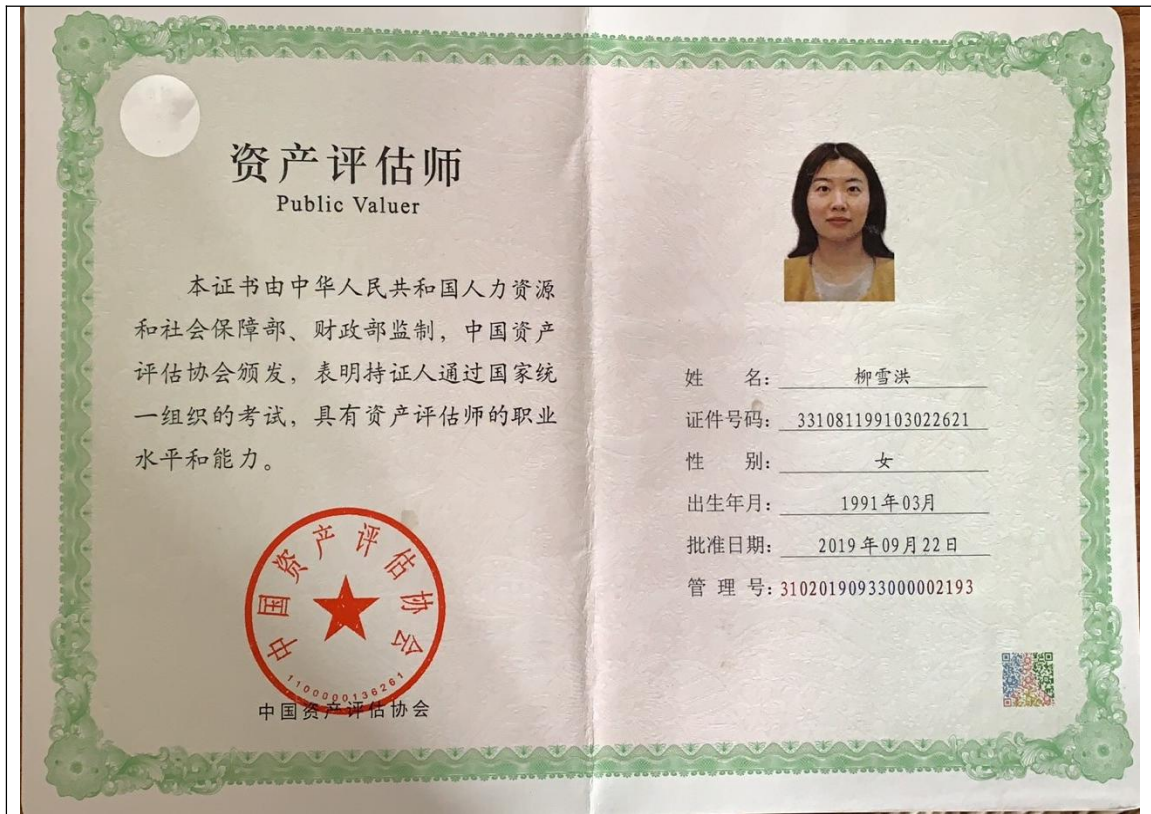 资产评估师
Public Valuer
本证书由中华人民共和国人力资源
和社会保障部、财政部监制，中国资产
评估协会颁发，表明持证人通过国家统
一组织的考试，具有资产评估师的职业
水平和能力。
中国资产评估协会
1100000136261
中国资产评估协会
姓 名： 柳雪洪
证件号码： 331081199103022621
性 别： 女
出生年月： 1991年03月
批准日期： 2019年09月22日
管 理 号：31020190933000002193